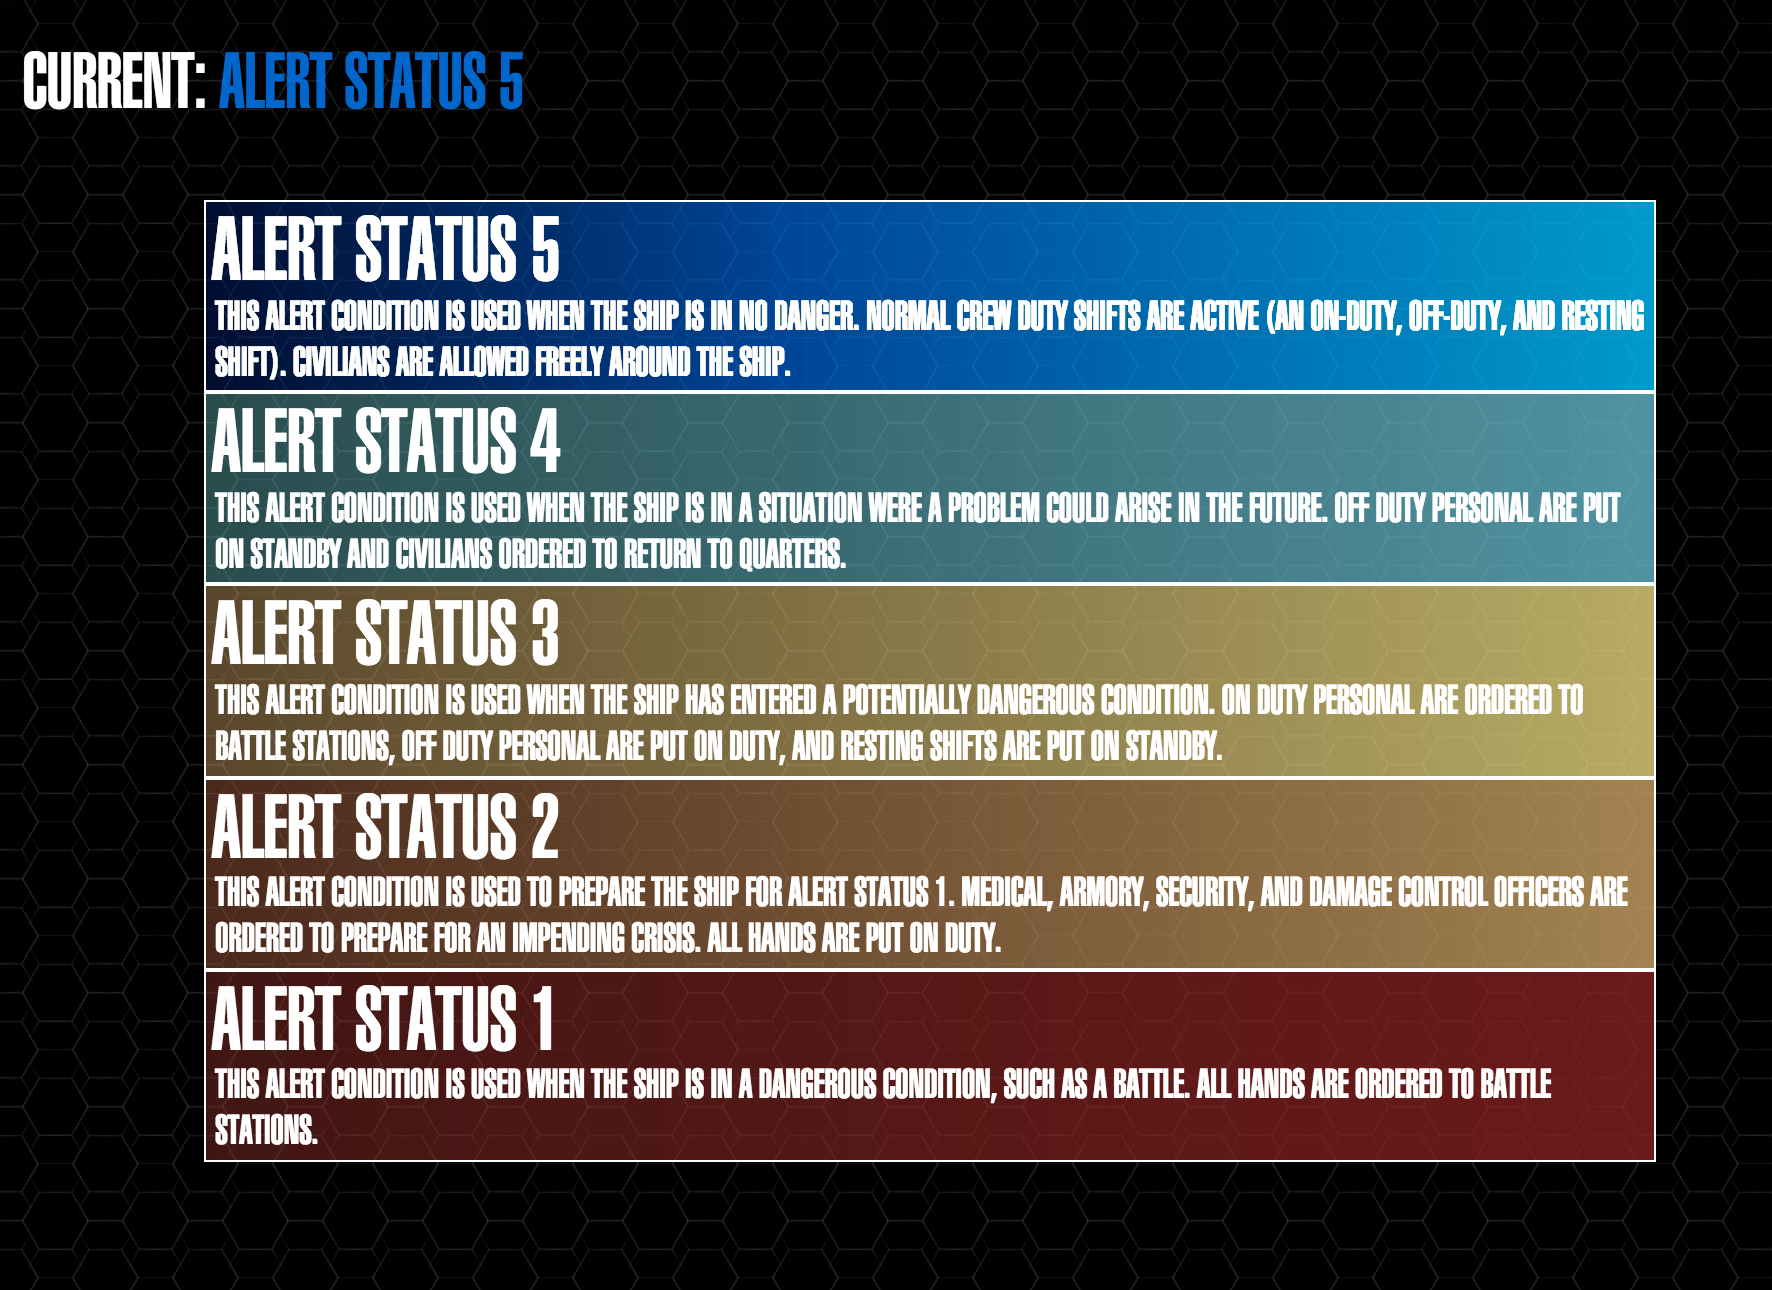 CURRENT: ALERT STATUS 5
ALERT STATUS 5
THIS ALERT CONDITION IS USED WHEN THE SHIP IS IN NO DANGER. NORMAL CREW DUTY SHIFTS ARE ACTIVE (AN ON-DUTY, OFF-DUTY, AND RESTING
SHIFT). CIVILIANS ARE ALLOWED FREELY AROUND THE SHIP.
ALERT STATUS 4
THIS ALERT CONDITION IS USED WHEN THE SHIP IS IN A SITUATION WERE A PROBLEM COULD ARISE IN THE FUTURE. OFF DUTY PERSONAL ARE PUT
ON STANDBY AND CIVILIANS ORDERED TO RETURN TO QUARTERS.
ALERT STATUS 3
THIS ALERT CONDITION IS USED WHEN THE SHIP HAS ENTERED A POTENTIALLY DANGEROUS CONDITION. ON DUTY PERSONAL ARE ORDERED TO
BATTLE STATIONS, OFF DUTY PERSONAL ARE PUT ON DUTY, AND RESTING SHIFTS ARE PUT ON STANDBY.
ALERT STATUS 2
THIS ALERT CONDITION IS USED TO PREPARE THE SHIP FOR ALERT STATUS 1. MEDICAL, ARMORY, SECURITY, AND DAMAGE CONTROL OFFICERS ARE
ORDERED TO PREPARE FOR AN IMPENDING CRISIS. ALL HANDS ARE PUT ON DUTY.
ALERT STATUS 1
THIS ALERT CONDITION IS USED WHEN THE SHIP IS IN A DANGEROUS CONDITION, SUCH AS A BATTLE. ALL HANDS ARE ORDERED TO BATTLE
STATIONS.